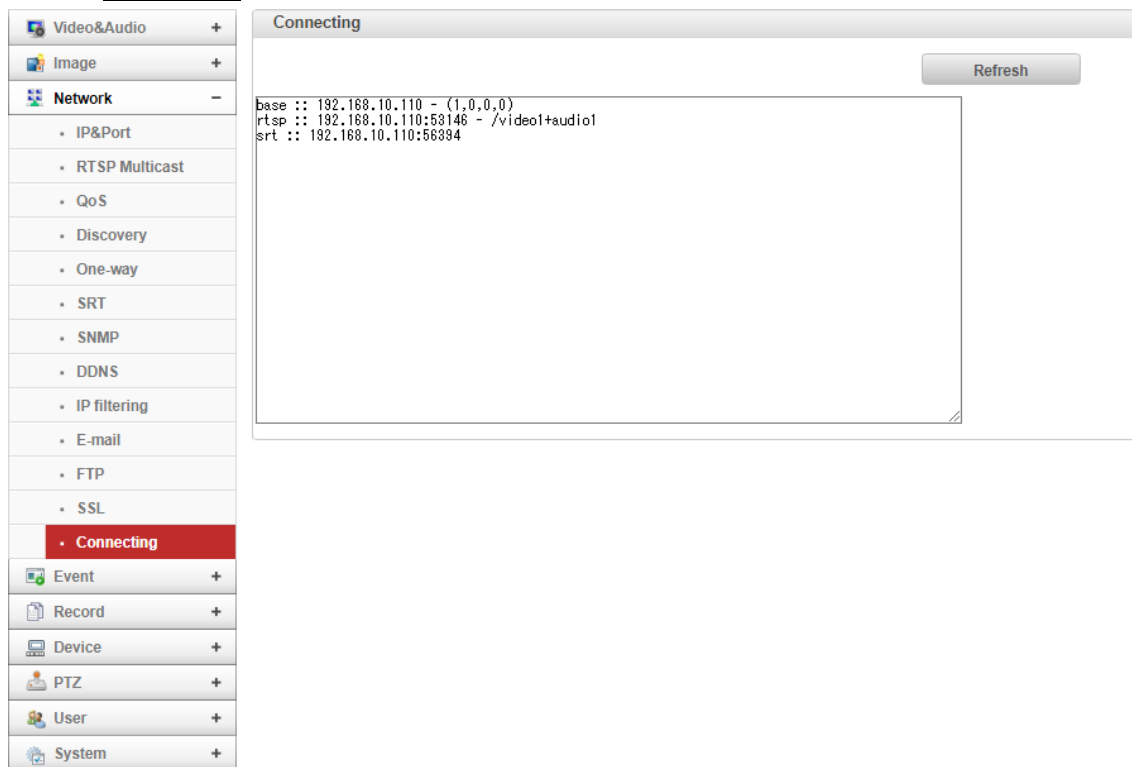 Video&Audio +
Image +
Network −
IP&Port
RTSP Multicast
QoS
Discovery
One-way
SRT
SNMP
DDNS
IP filtering
E-mail
FTP
SSL
Connecting
Event +
Record +
Device +
PTZ +
User +
System +
Connecting
Refresh
base :: 192.168.10.110 - (1,0,0,0)
rtsp :: 192.168.10.110:53146 - /video1+audio1
srt :: 192.168.10.110:56394